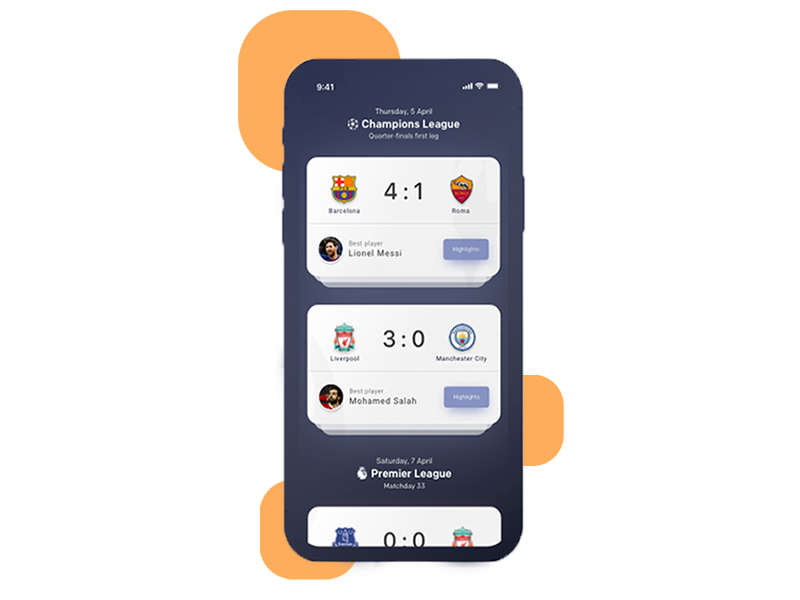 9:41
Thursday, 5 April
Champions League
Quarter-finals first leg
4:1
Barcelona
Roma
Best player
Lionel Messi
Highlights
3:0
Liverpool
Manchester City
Best player
Mohamed Salah
Highlights
Saturday, 7 April
Premier League
Matchday 33
0:0